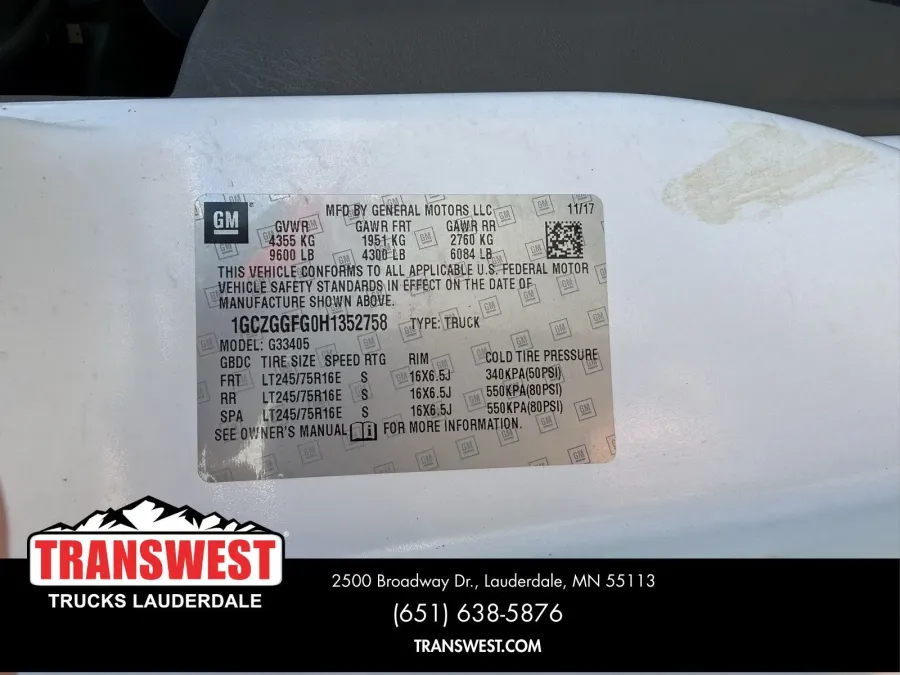 GM
MFD BY GENERAL MOTORS LLC 11/17
GVWR GAWR FRT GAWR RR
4355 KG 1951 KG 2760 KG
9600 LB 4300 LB 6084 LB
THIS VEHICLE CONFORMS TO ALL APPLICABLE U.S. FEDERAL MOTOR
VEHICLE SAFETY STANDARDS IN EFFECT ON THE DATE OF
MANUFACTURE SHOWN ABOVE.
1GCZGGFG0H1352758 TYPE: TRUCK
MODEL: G33405
GBDC TIRE SIZE SPEED RTG RIM COLD TIRE PRESSURE
FRT LT245/75R16E S 16X6.5J 340KPA(50PSI)
RR LT245/75R16E S 16X6.5J 550KPA(80PSI)
SPA LT245/75R16E S 16X6.5J 550KPA(80PSI)
SEE OWNER'S MANUAL FOR MORE INFORMATION.
TRANSWEST®
TRUCKS LAUDERDALE
2500 Broadway Dr., Lauderdale, MN 55113
(651) 638-5876
TRANSWEST.COM